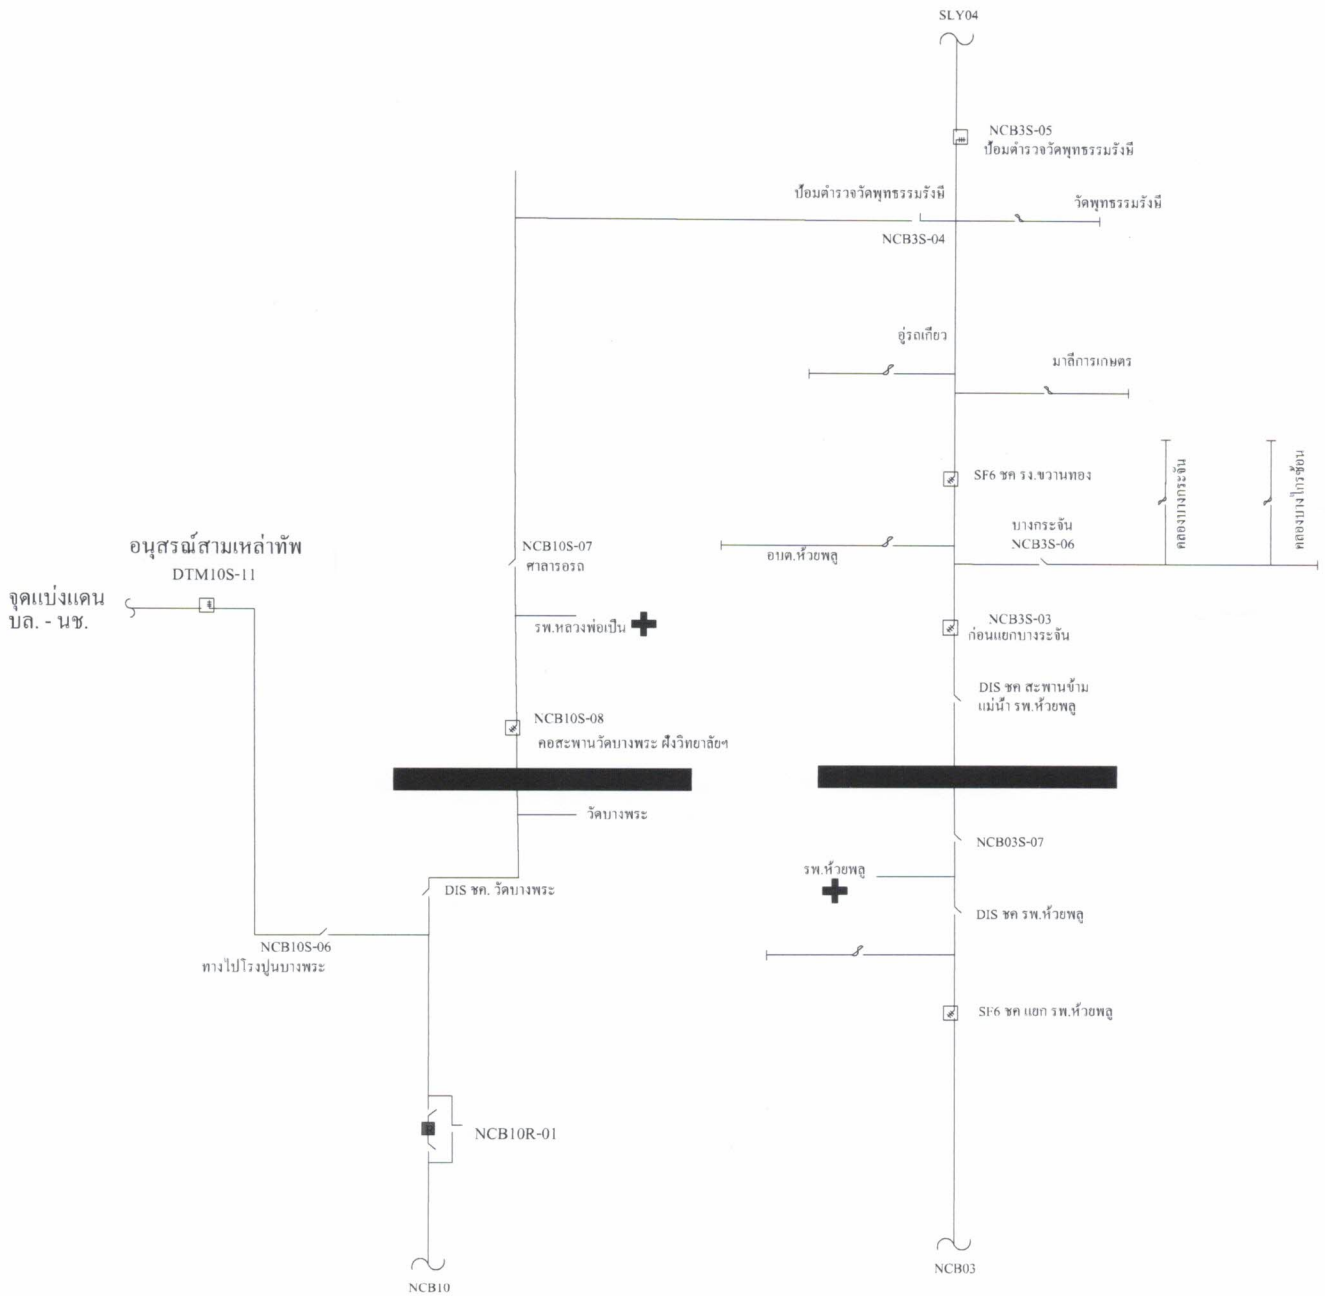 SLY04
NCB3S-05
ป้อมตำรวจวัดพุทธรรมรังษี
ป้อมตำรวจวัดพุทธรรมรังษี
วัดพุทธรรมรังษี
NCB3S-04
อู่รถเกี่ยว
มาลีการเกษตร
SF6 ชค รง.ขวานทอง
คลองบางกระจัน
คลองบางไกรซ้อน
บางกระจัน
NCB3S-06
อบต.ห้วยพลู
NCB10S-07
ศาลารอรถ
อนุสรณ์สามเหล่าทัพ
DTM10S-11
จุดแบ่งแดน
บล. - นช.
รพ.หลวงพ่อเปิ่น
NCB3S-03
ก่อนแยกบางระจัน
DIS ชค สะพานข้าม
แม่น้ำ รพ.ห้วยพลู
NCB10S-08
คอสะพานวัดบางพระ ฝั่งวิทยาลัยฯ
วัดบางพระ
NCB03S-07
รพ.ห้วยพลู
DIS ชค. วัดบางพระ
DIS ชค รพ.ห้วยพลู
NCB10S-06
ทางไปโรงปูนบางพระ
SF6 ชค แยก รพ.ห้วยพลู
R
NCB10R-01
NCB03
NCB10